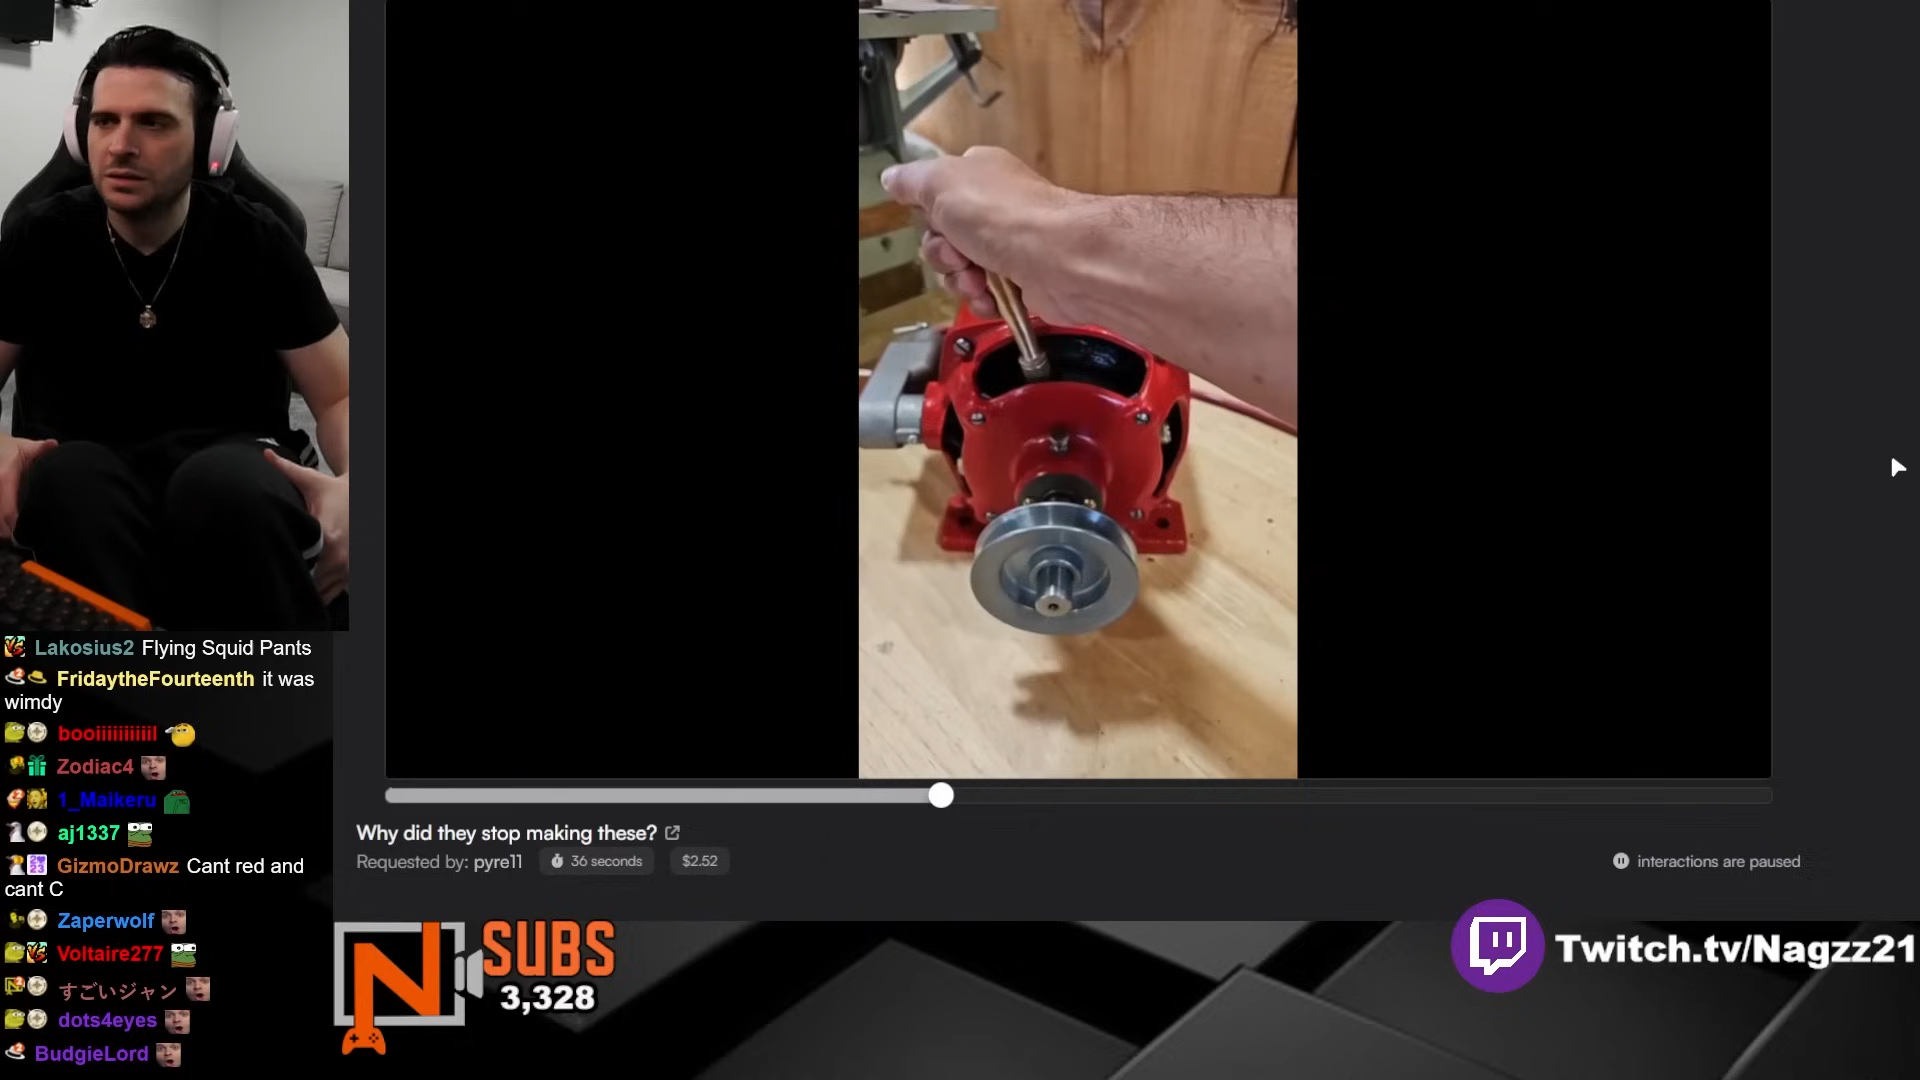 Lakosius2 Flying Squid Pants
FridaytheFourteenth it was
wimdy
booiiiiiiiiiil
Zodiac4
1_Maikeru
aj1337
GizmoDrawz Cant red and
cant C
Zaperwolf
Voltaire277
すごいジャン
dots4eyes
BudgieLord
Why did they stop making these?
Requested by: pyre11 36 seconds $2.52
interactions are paused
SUBS
3,328
Twitch.tv/Nagzz21